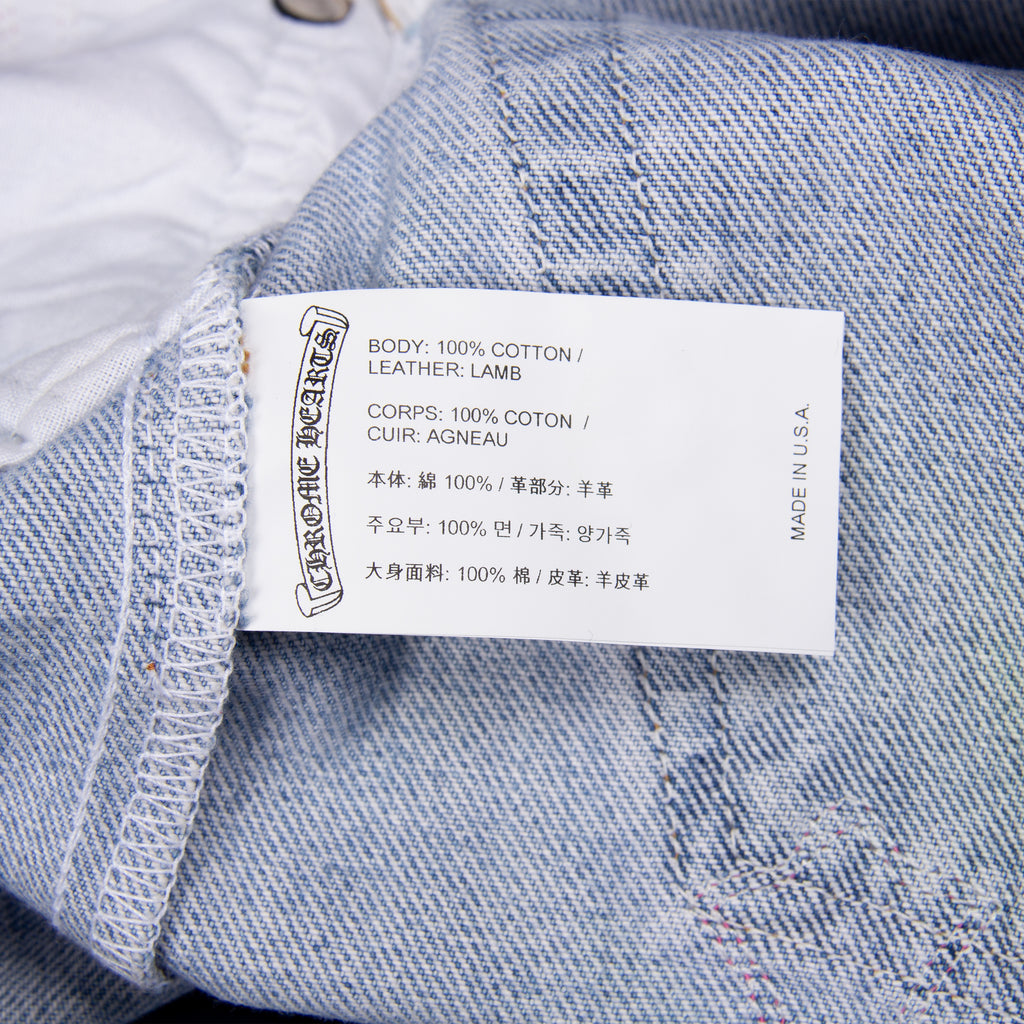 CHROME HEARTS
BODY: 100% COTTON /
LEATHER: LAMB
CORPS: 100% COTON /
CUIR: AGNEAU
本体: 綿 100% / 革部分: 羊革
주요부: 100% 면 / 가죽: 양가죽
大身面料: 100% 棉 / 皮革: 羊皮革
MADE IN U.S.A.